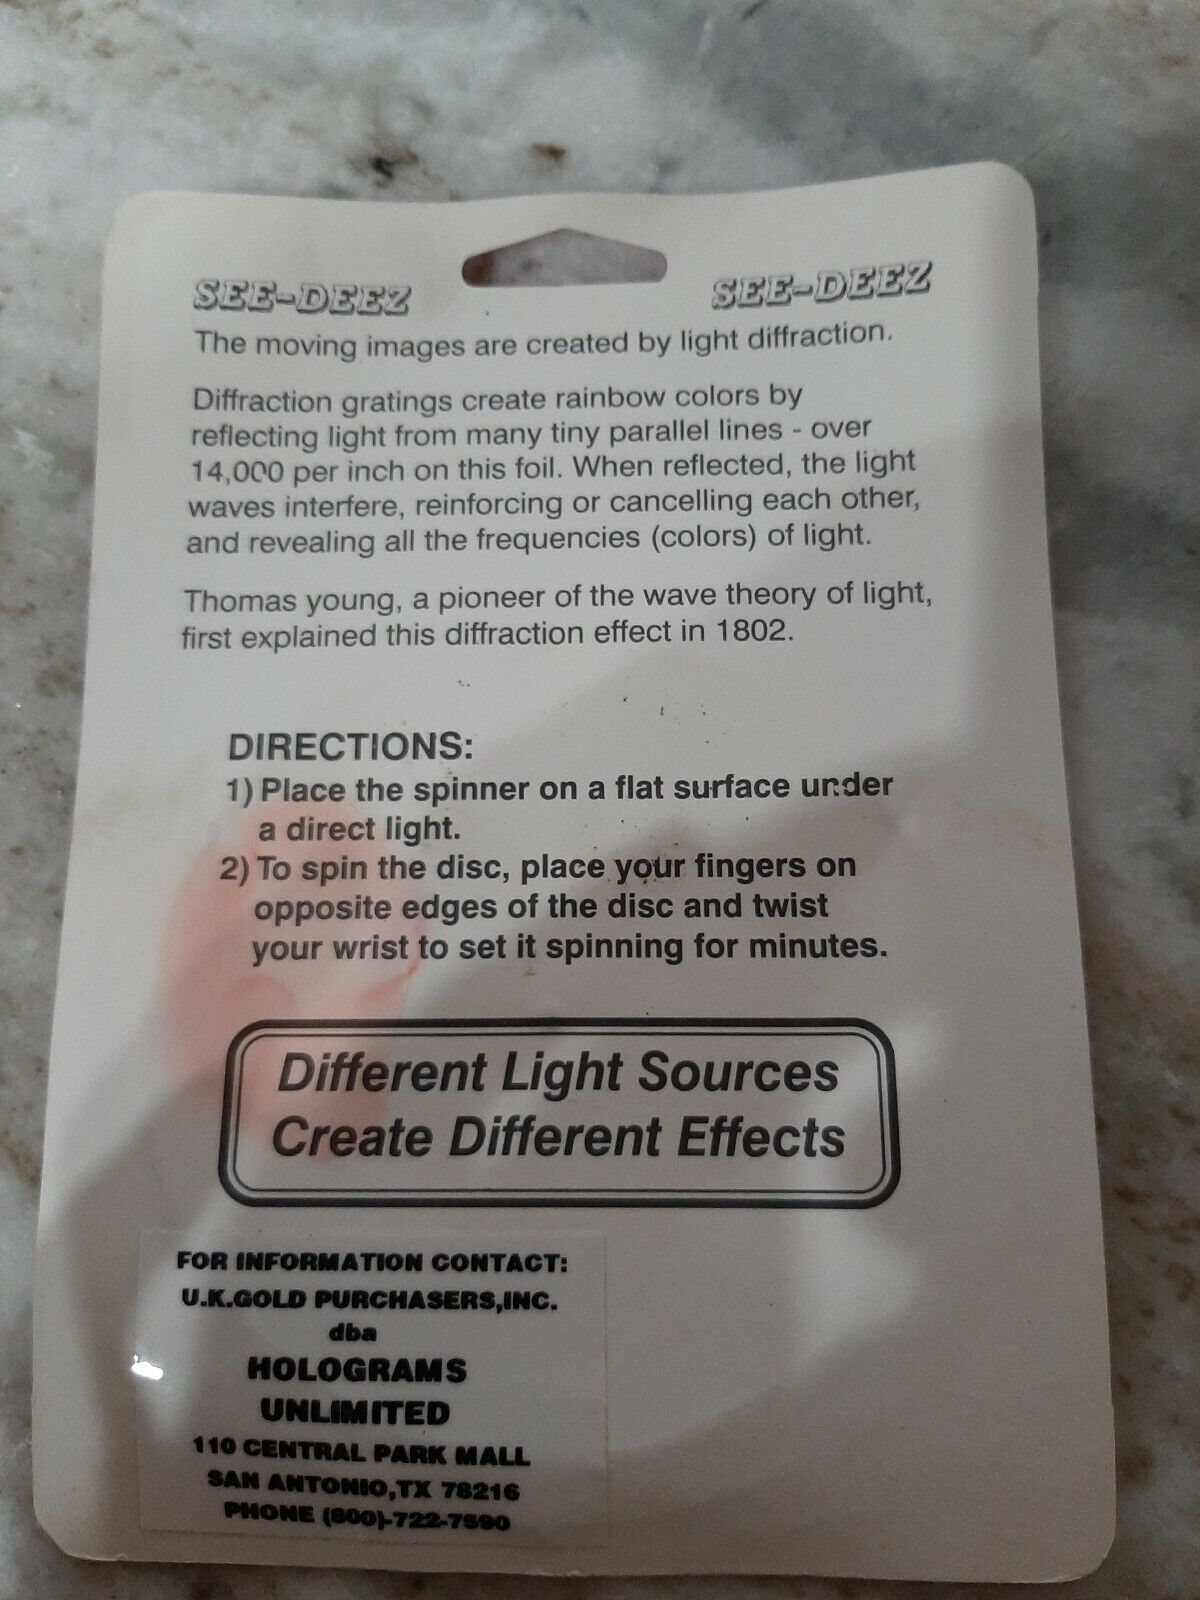 SEE-DEEZ SEE-DEEZ
The moving images are created by light diffraction.
Diffraction gratings create rainbow colors by
reflecting light from many tiny parallel lines - over
14,000 per inch on this foil. When reflected, the light
waves interfere, reinforcing or cancelling each other,
and revealing all the frequencies (colors) of light.
Thomas young, a pioneer of the wave theory of light,
first explained this diffraction effect in 1802.
DIRECTIONS:
1) Place the spinner on a flat surface under
a direct light.
2) To spin the disc, place your fingers on
opposite edges of the disc and twist
your wrist to set it spinning for minutes.
Different Light Sources
Create Different Effects
FOR INFORMATION CONTACT:
U.K.GOLD PURCHASERS,INC.
dba
HOLOGRAMS
UNLIMITED
110 CENTRAL PARK MALL
SAN ANTONIO,TX 78216
PHONE (800)-722-7590